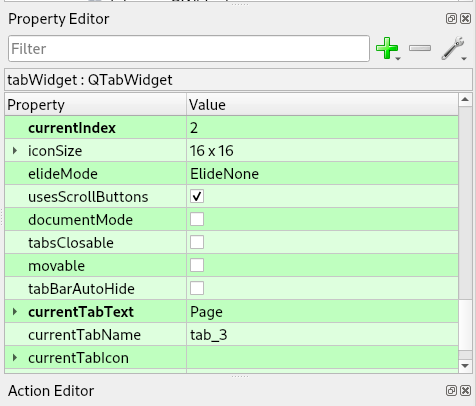 Property Editor
Filter
tabWidget : QTabWidget
Property Value
currentIndex 2
iconSize 16 x 16
elideMode ElideNone
usesScrollButtons
documentMode
tabsClosable
movable
tabBarAutoHide
currentTabText Page
currentTabName tab_3
currentTabIcon
Action Editor